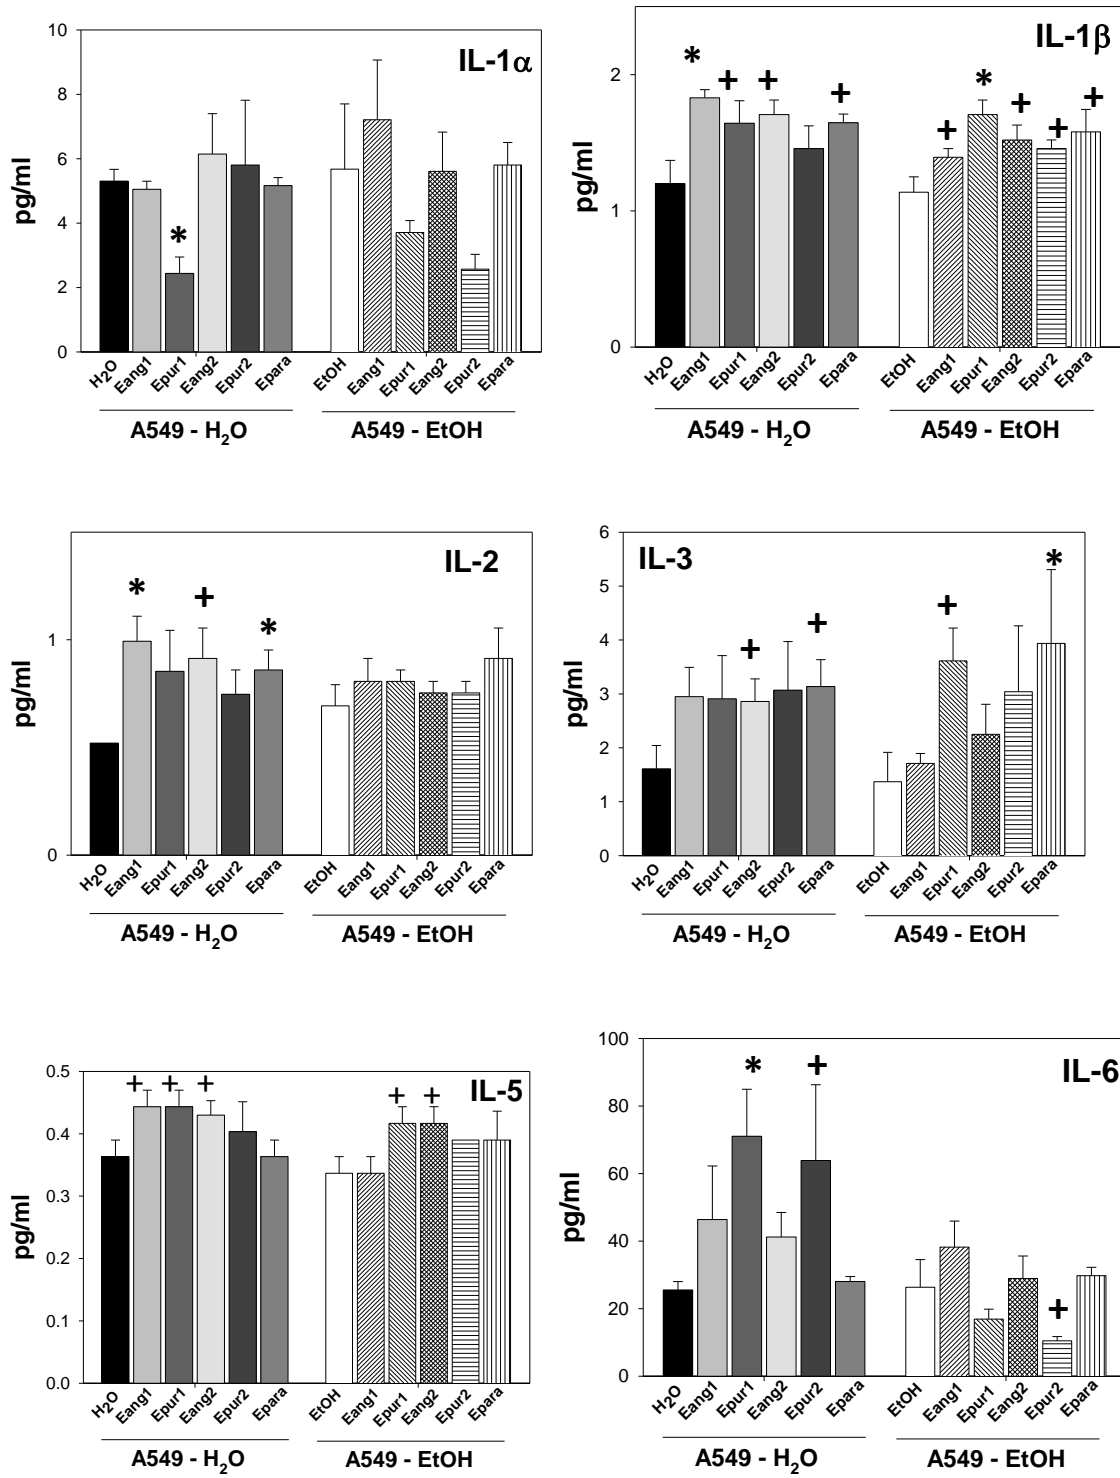 IL-1α
pg/ml
10
8
6
4
2
0
*
H2O Eang1 Epur1 Eang2 Epur2 Epara EtOH Eang1 Epur1 Eang2 Epur2 Epara
A549 - H2O A549 - EtOH
IL-1β
pg/ml
2
1
0
* + + + + * + + +
H2O Eang1 Epur1 Eang2 Epur2 Epara EtOH Eang1 Epur1 Eang2 Epur2 Epara
A549 - H2O A549 - EtOH
IL-2
pg/ml
1
0
* + *
H2O Eang1 Epur1 Eang2 Epur2 Epara EtOH Eang1 Epur1 Eang2 Epur2 Epara
A549 - H2O A549 - EtOH
IL-3
pg/ml
6
5
4
3
2
1
0
+ + + *
H2O Eang1 Epur1 Eang2 Epur2 Epara EtOH Eang1 Epur1 Eang2 Epur2 Epara
A549 - H2O A549 - EtOH
IL-5
pg/ml
0.5
0.4
0.3
0.2
0.1
0.0
+ + + + +
H2O Eang1 Epur1 Eang2 Epur2 Epara EtOH Eang1 Epur1 Eang2 Epur2 Epara
A549 - H2O A549 - EtOH
IL-6
pg/ml
100
80
60
40
20
0
* + +
H2O Eang1 Epur1 Eang2 Epur2 Epara EtOH Eang1 Epur1 Eang2 Epur2 Epara
A549 - H2O A549 - EtOH